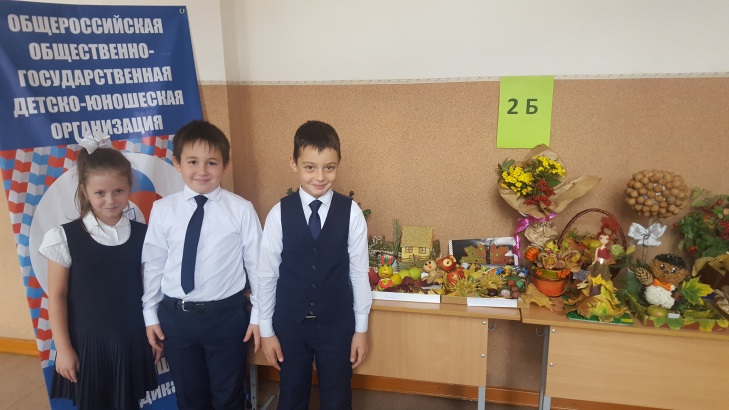 ОБЩЕРОССИЙСКАЯ
ОБЩЕСТВЕННО-
ГОСУДАРСТВЕННАЯ
ДЕТСКО-ЮНОШЕСКАЯ
ОРГАНИЗАЦИЯ
2 Б